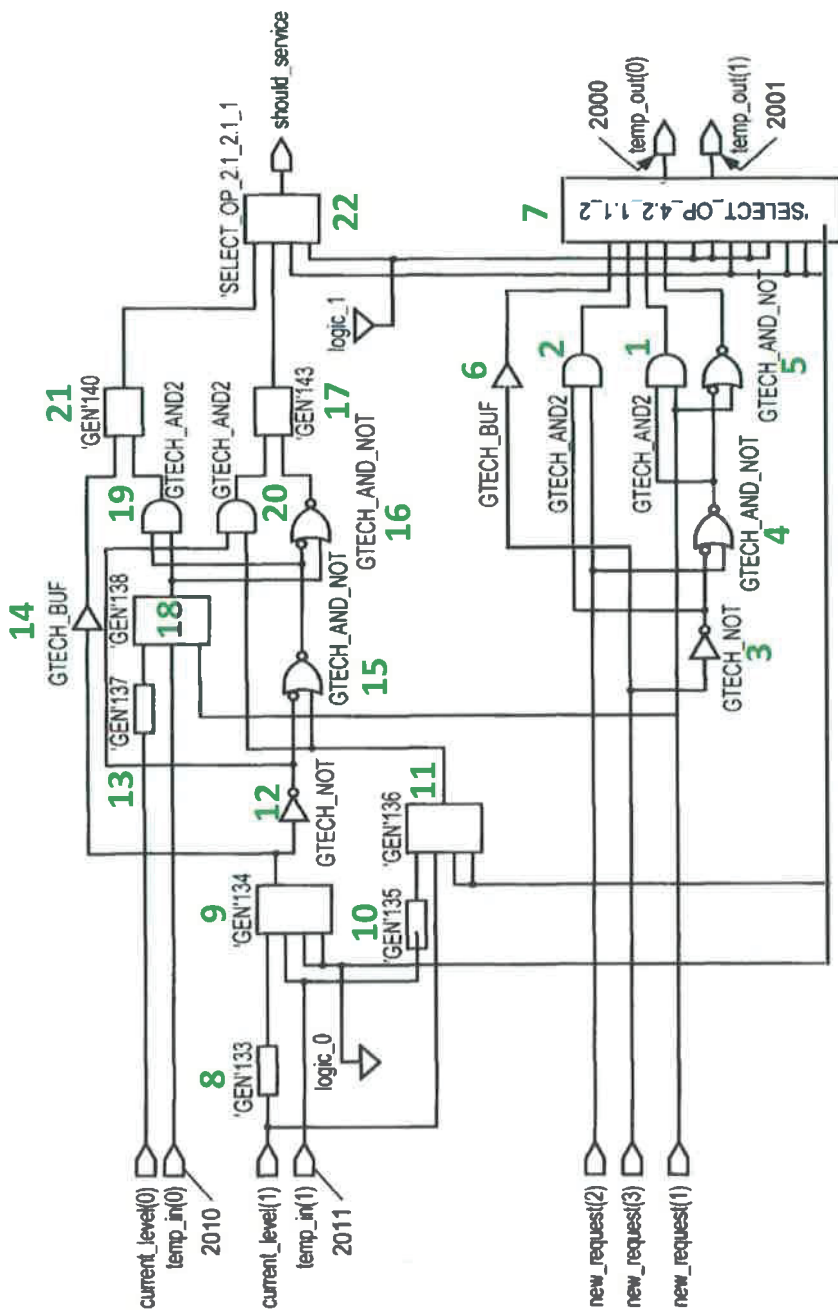 current_level(0)
temp_in(0)
2010
current_level(1)
temp_in(1)
2011
new_request(2)
new_request(3)
new_request(1)
8
'GEN'133
logic_0
9
'GEN'134
10
'GEN'135
11
'GEN'136
12
GTECH_NOT
13
'GEN'137
14
GTECH_BUF
'GEN'138
18
15
GTECH_AND_NOT
19
GTECH_AND2
GTECH_AND2
20
16
GTECH_AND_NOT
21
'GEN'140
17
'GEN'143
logic_1
'SELECT_OP_2.1_2.1_1
22
should_service
3
GTECH_NOT
4
GTECH_AND_NOT
6
GTECH_BUF
2
GTECH_AND2
1
GTECH_AND2
5
GTECH_AND_NOT
7
'SELECT_OP_4.2_1.1_2
2000
temp_out(0)
temp_out(1)
2001